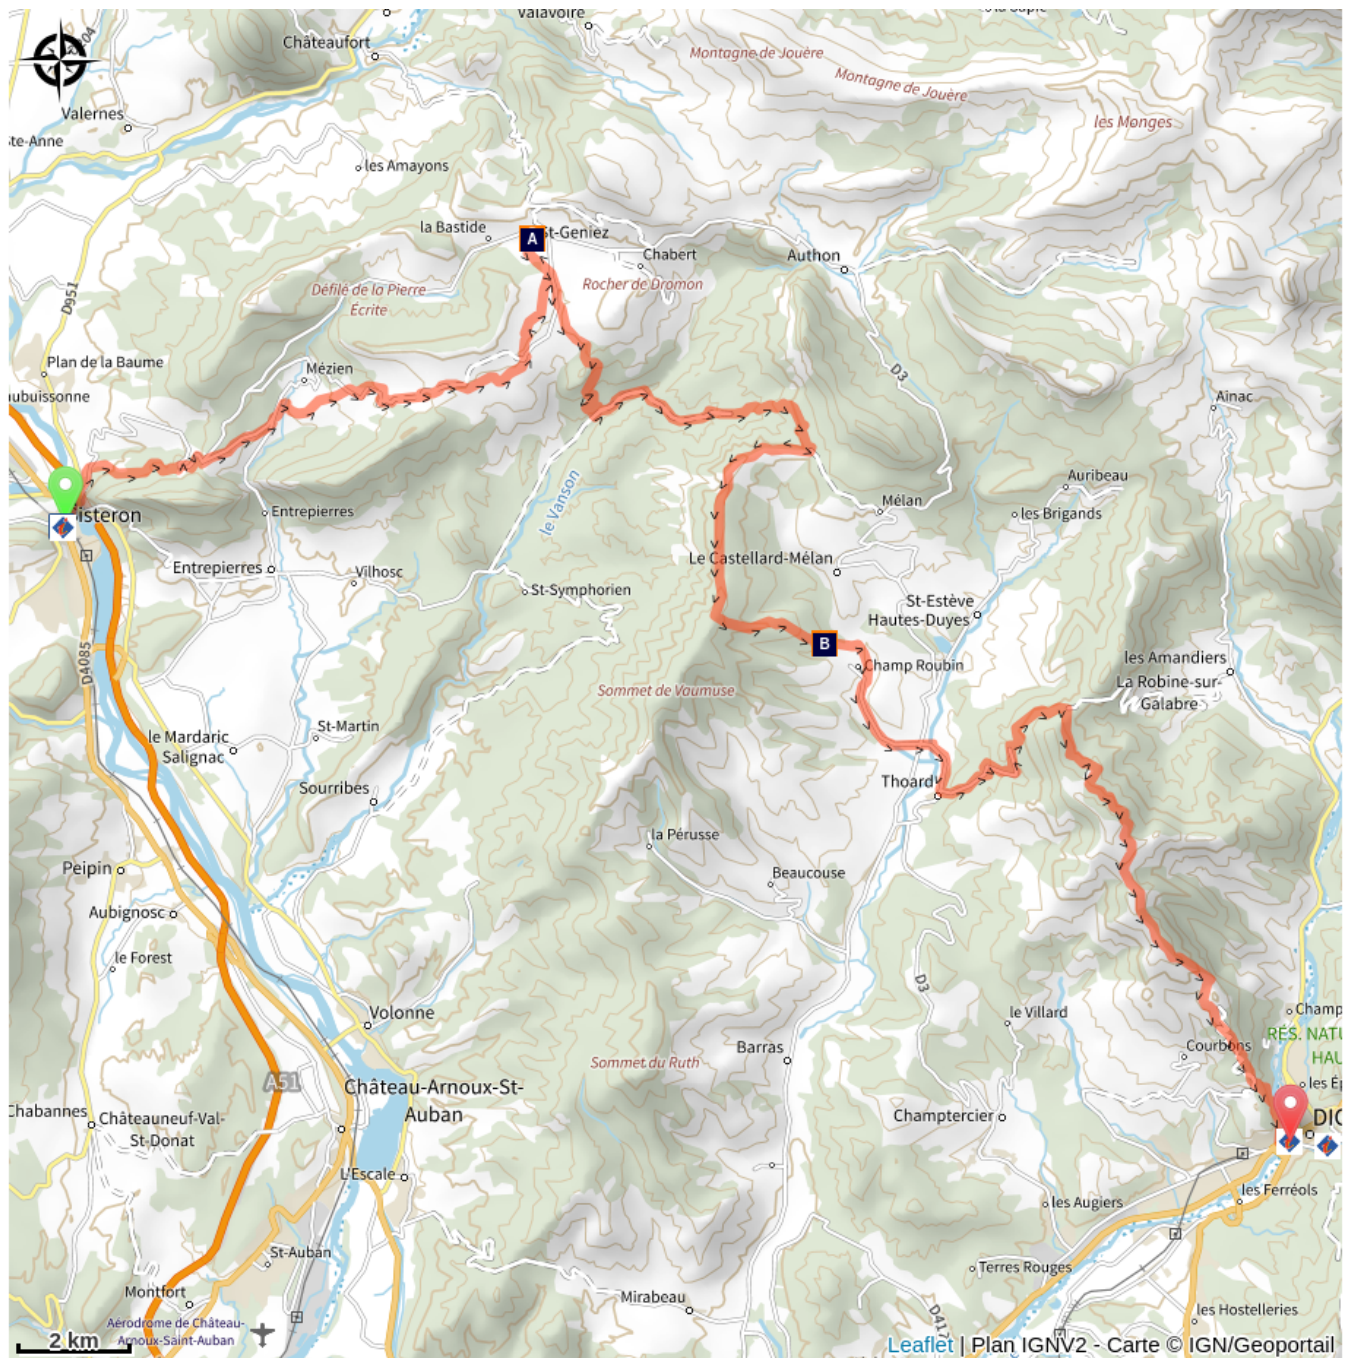 Valavoire
Châteaufort
Montagne de Jouère
Montagne de Jouère
Valernes
les Monges
te-Anne
les Amayons
la Bastide
A
St-Geniez
Chabert
Authon
Rocher de Dromon
Défilé de la Pierre
Écrite
D951
Plan de la Baume
Mézien
D3
aubuissonne
Ainac
Auribeau
Mélan
les Brigands
isteron
Entrepierres
le Vanson
Le Castellard-Mélan
Entrepierres
Vilhosc
St-Symphorien
St-Estève
Hautes-Duyes
B
Champ Roubin
D4085
les Amandiers
La Robine-sur-
Galabre
Sommet de Vaumuse
St-Martin
le Mardaric
Salignac
Thoard
Sourribes
la Pérusse
Peipin
Beaucouse
Aubignosc
le Forest
D3
Volonne
le Villard
Champ
RÉS. NATU
HAU
Barras
Courbons
Sommet du Ruth
A51
les Ép
Château-Arnoux-St-
Auban
Chabannes
Châteauneuf-Val-
St-Donat
Champtercier
DIG
L'Escale
les Ferréols
les Augiers
St-Auban
Terres Rouges
Montfort
Mirabeau
les Hostelleries
D417
Aérodrome de Château-
Arnoux-Saint-Auban
2 km
Leaflet | Plan IGNV2 - Carte © IGN/Geoportail